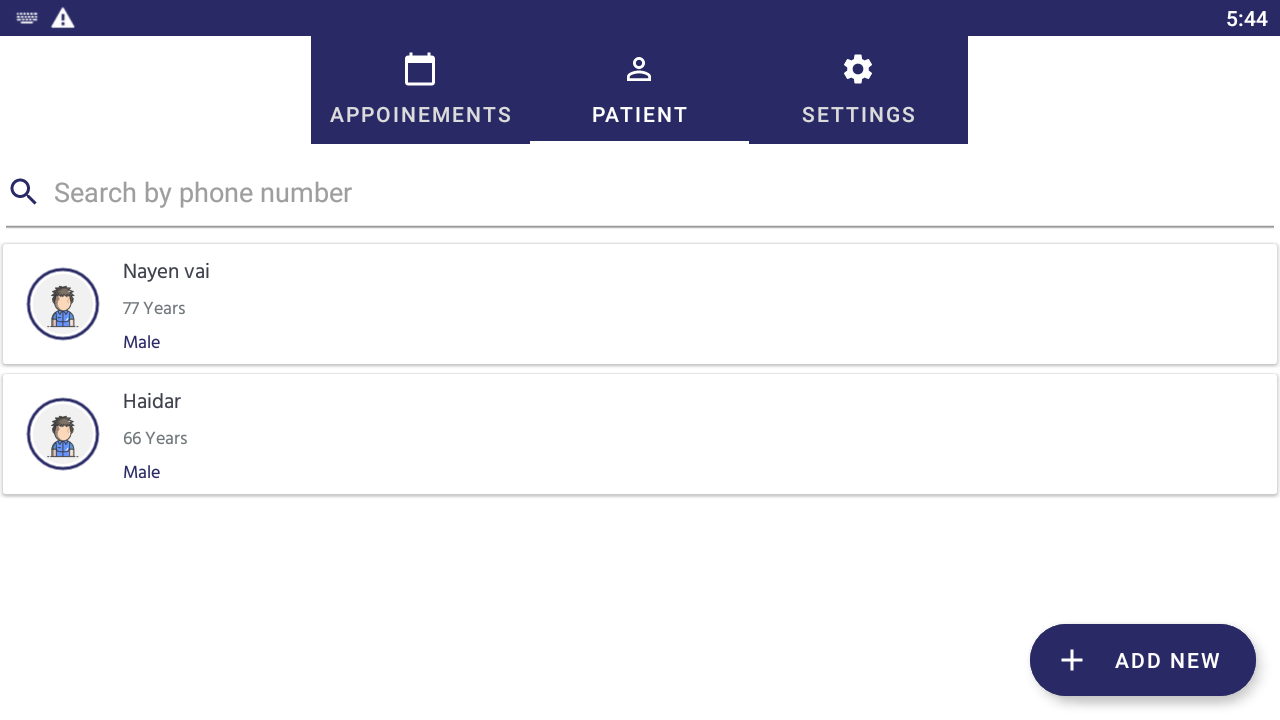 5:44
APPOINEMENTS
PATIENT
SETTINGS
Search by phone number
Nayen vai
77 Years
Male
Haidar
66 Years
Male
ADD NEW